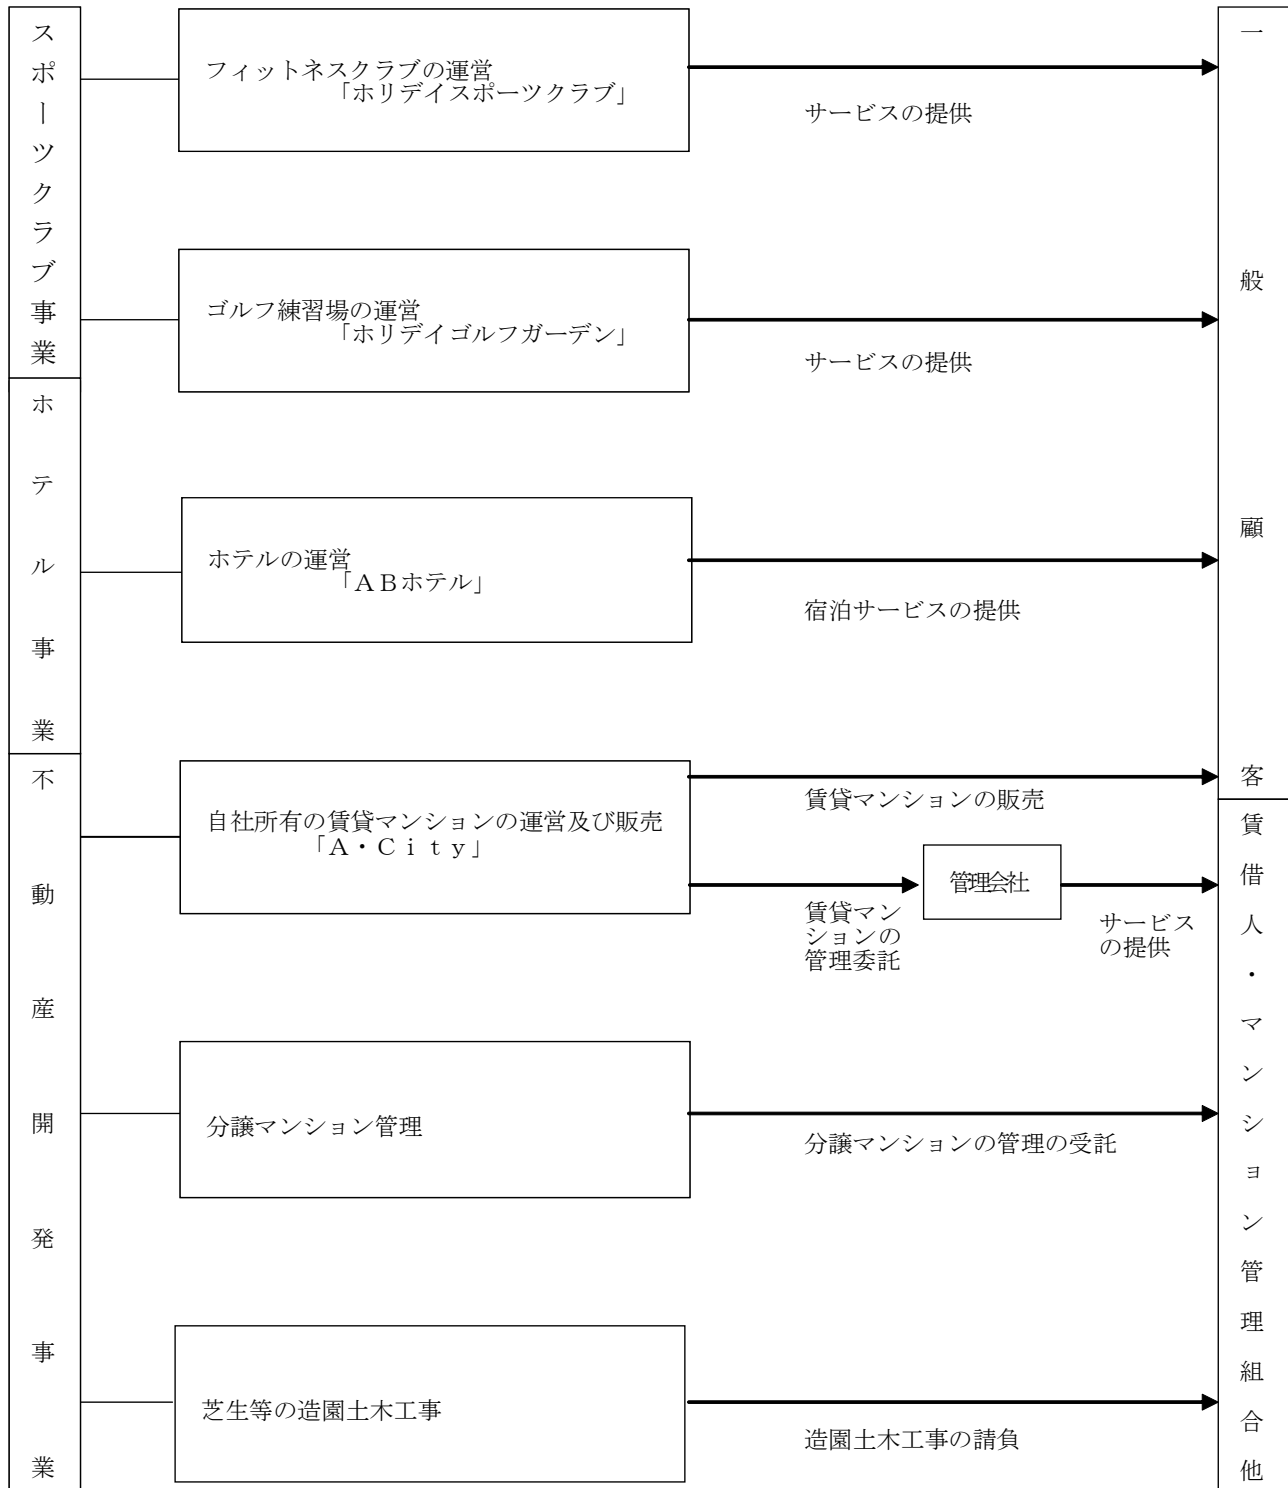 スポーツクラブ事業
フィットネスクラブの運営
「ホリデイスポーツクラブ」
サービスの提供
ゴルフ練習場の運営
「ホリデイゴルフガーデン」
サービスの提供
ホテル事業
ホテルの運営
「ＡＢホテル」
宿泊サービスの提供
一般顧客
不動産開発事業
自社所有の賃貸マンションの運営及び販売
「Ａ・Ｃｉｔｙ」
賃貸マンションの販売
賃貸マン
ションの
管理委託
管理会社
サービス
の提供
分譲マンション管理
分譲マンションの管理の受託
芝生等の造園土木工事
造園土木工事の請負
賃借人・マンション管理組合他